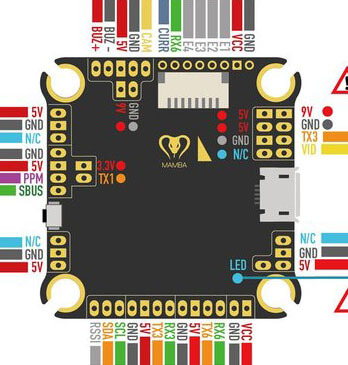 BUZ+
BUZ -
5V
GND
CAM
CURR
RX6
E4
E3
E2
E1
VCC
GND
5V
GND
N/C
GND
5V
PPM
SBUS
N/C
GND
5V
9V
GND
3.3V
TX1
MAMBA
5V
5V
GND
N/C
9V
GND
TX3
VID
LED
N/C
GND
5V
RSSI
GND
SDA
SCL
GND
5V
TX3
RX3
GND
5V
TX6
RX6
GND
VCC